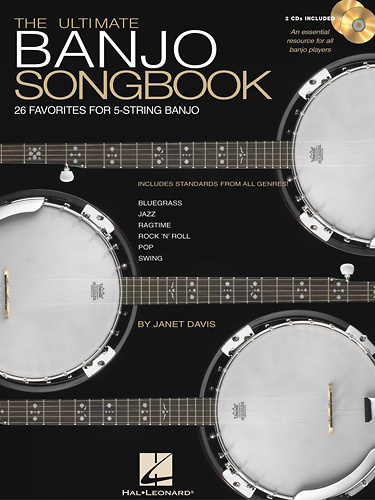 THE ULTIMATE
BANJO
SONGBOOK
26 FAVORITES FOR 5-STRING BANJO
2 CDs INCLUDED
An essential
resource for all
banjo players
INCLUDES STANDARDS FROM ALL GENRES!
BLUEGRASS
JAZZ
RAGTIME
ROCK 'N' ROLL
POP
SWING
BY JANET DAVIS
HAL•LEONARD®